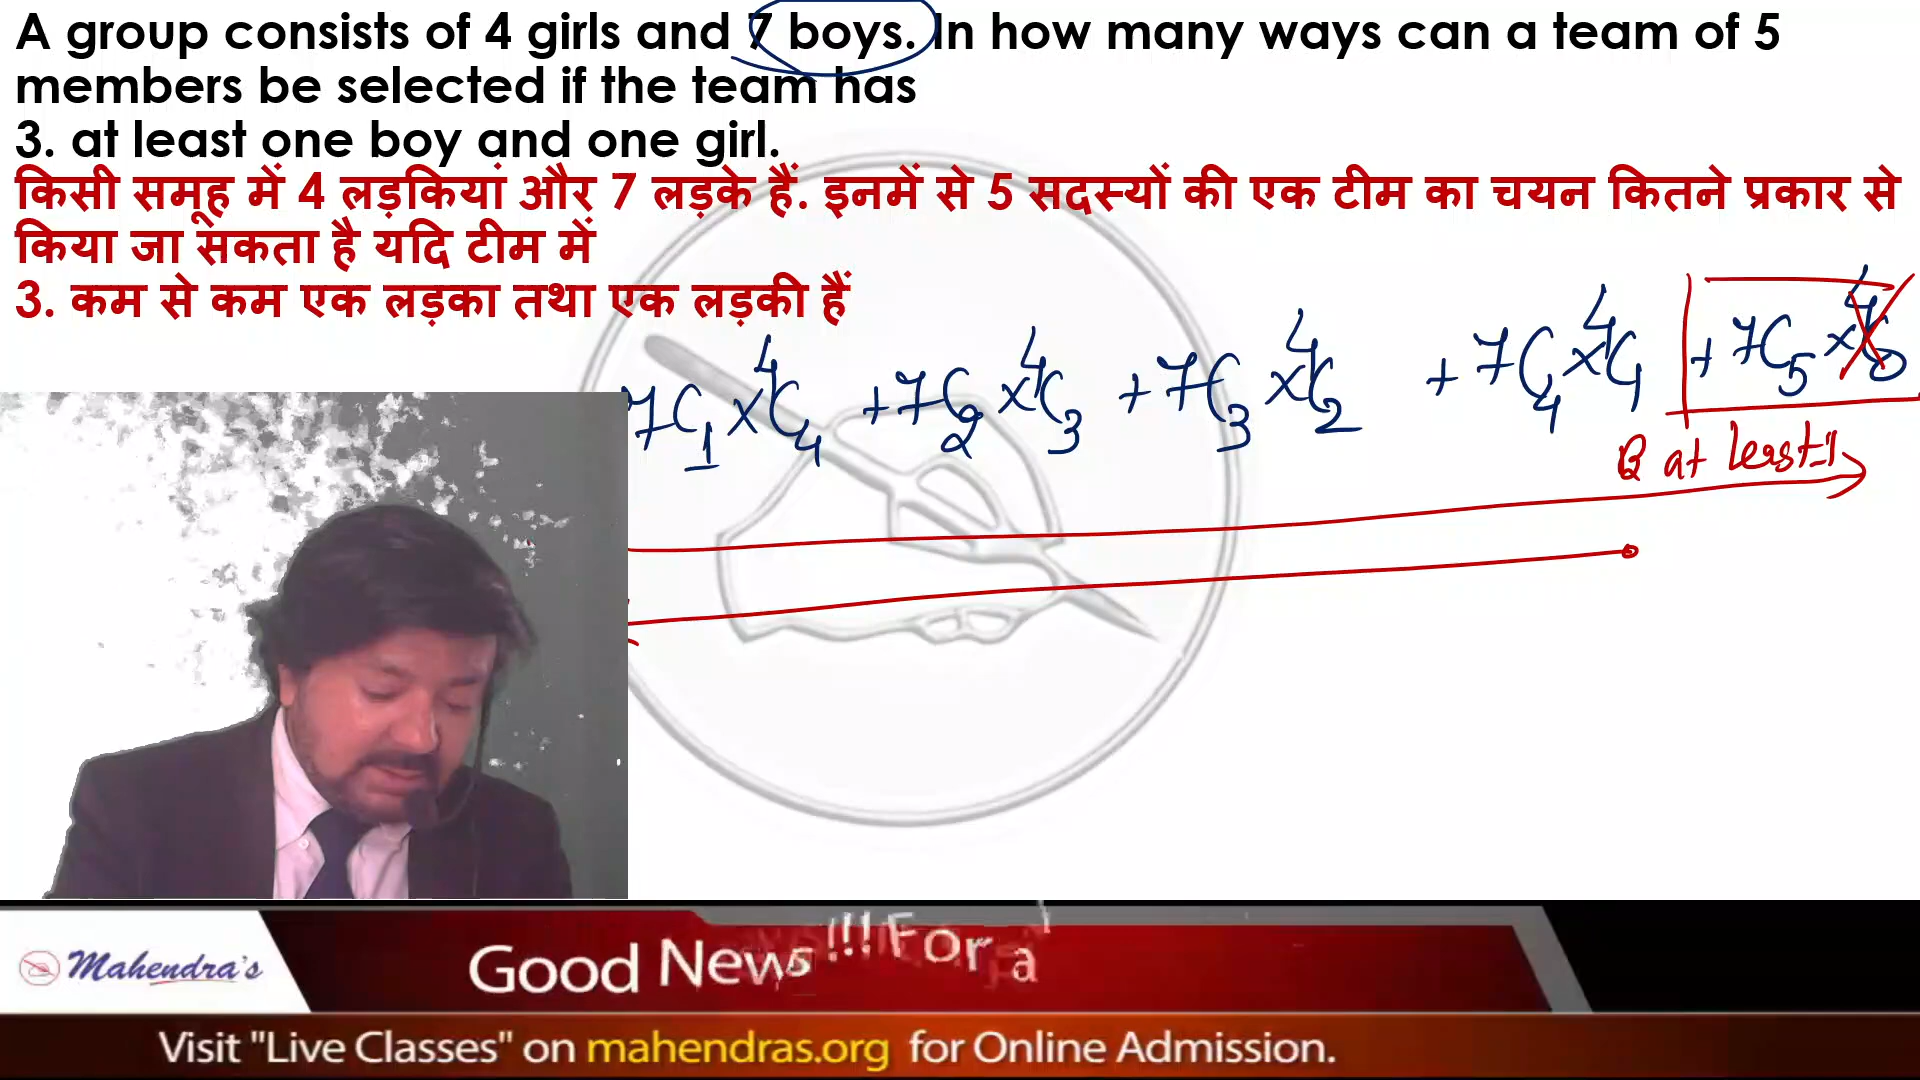 A group consists of 4 girls and 7 boys. In how many ways can a team of 5
members be selected if the team has
3. at least one boy and one girl.
किसी समूह में 4 लड़कियां और 7 लड़के हैं. इनमें से 5 सदस्यों की एक टीम का चयन कितने प्रकार से
किया जा सकता है यदि टीम में
3. कम से कम एक लड़का तथा एक लड़की हैं
7C1 x 4C4 + 7C2 x 4C3 + 7C3 x 4C2 + 7C4 x 4C1 + 7C5 x 4C0
B at least-1
Mahendra's
Good News!!! For a
Visit "Live Classes" on mahendras.org for Online Admission.